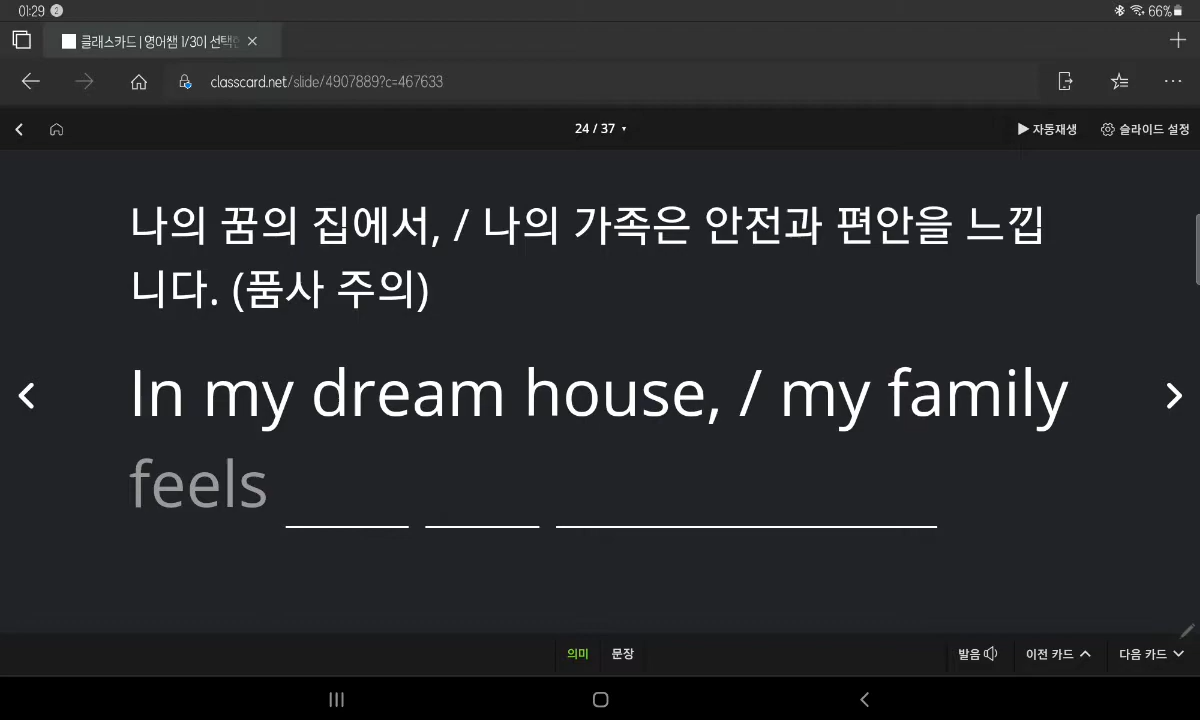 01:29 2 66%
클래스카드 | 영어쌤 1/3이 선택한
classcard.net/slide/4907889?c=467633
24 / 37 자동재생 슬라이드 설정
나의 꿈의 집에서, / 나의 가족은 안전과 편안을 느낍
니다. (품사 주의)
In my dream house, / my family
feels
의미 문장 발음 이전 카드 다음 카드